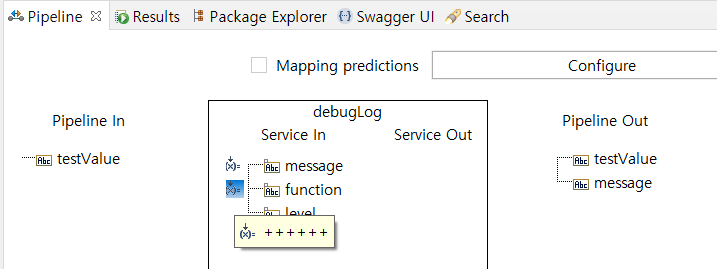 Pipeline Results Package Explorer Swagger UI Search
Mapping predictions Configure
debugLog
Pipeline In Service In Service Out Pipeline Out
testValue message testValue
function message
level
(x)= ++++++